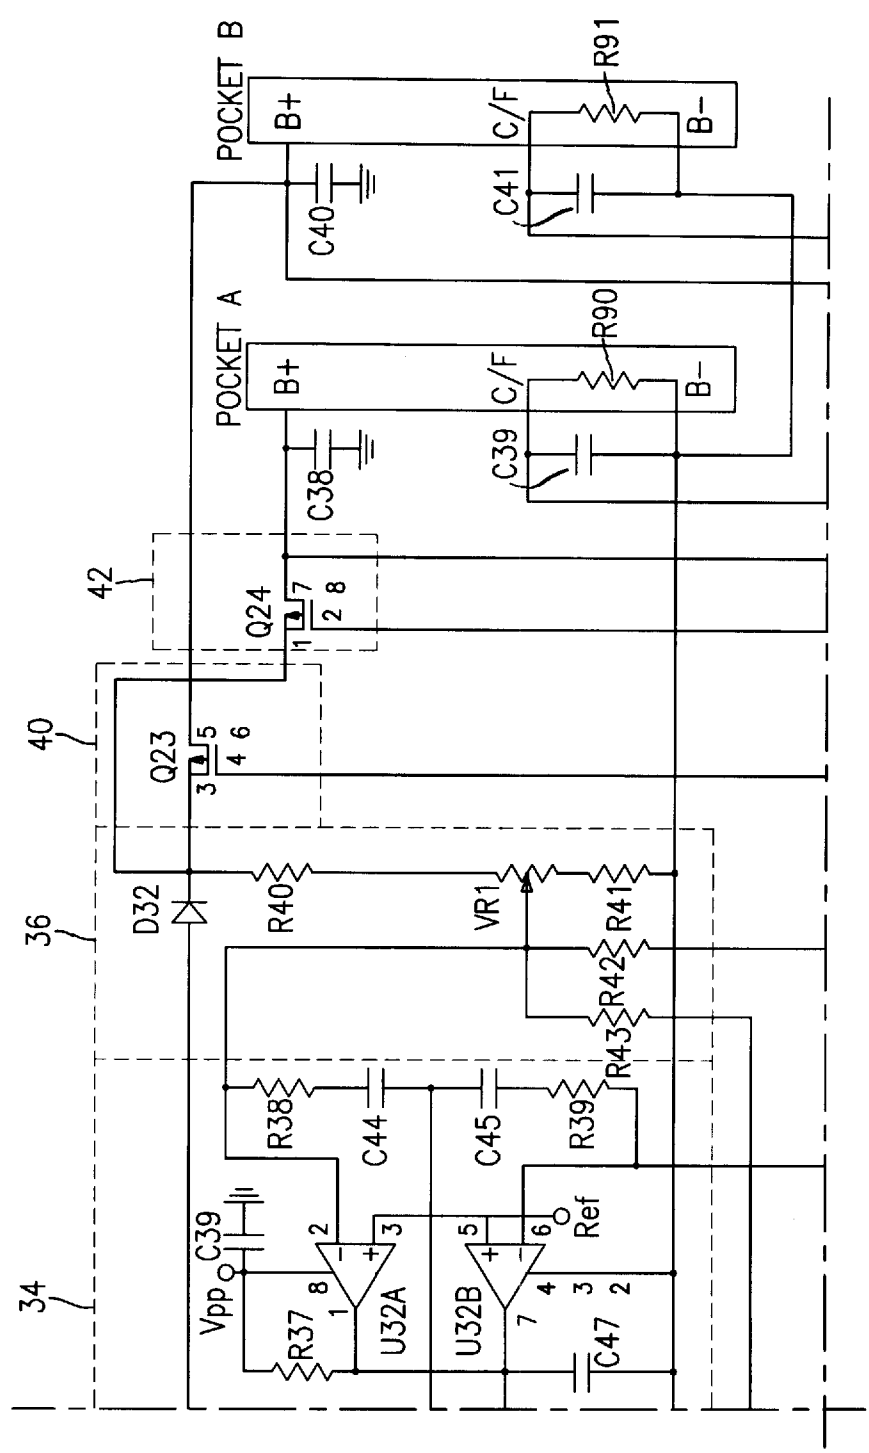 POCKET B
B+
C/F
R91
B-
C40
C41
POCKET A
B+
C/F
R90
B-
C38
C39
42
Q24
1
7
2
8
40
Q23
3
5
4
6
36
D32
R40
VR1
R41
R42
R43
34
R38
C44
C45
R39
C39
Vpp
2
-
+
3
8
1
U32A
R37
5
+
-
6
Ref
U32B
4
3
2
7
C47